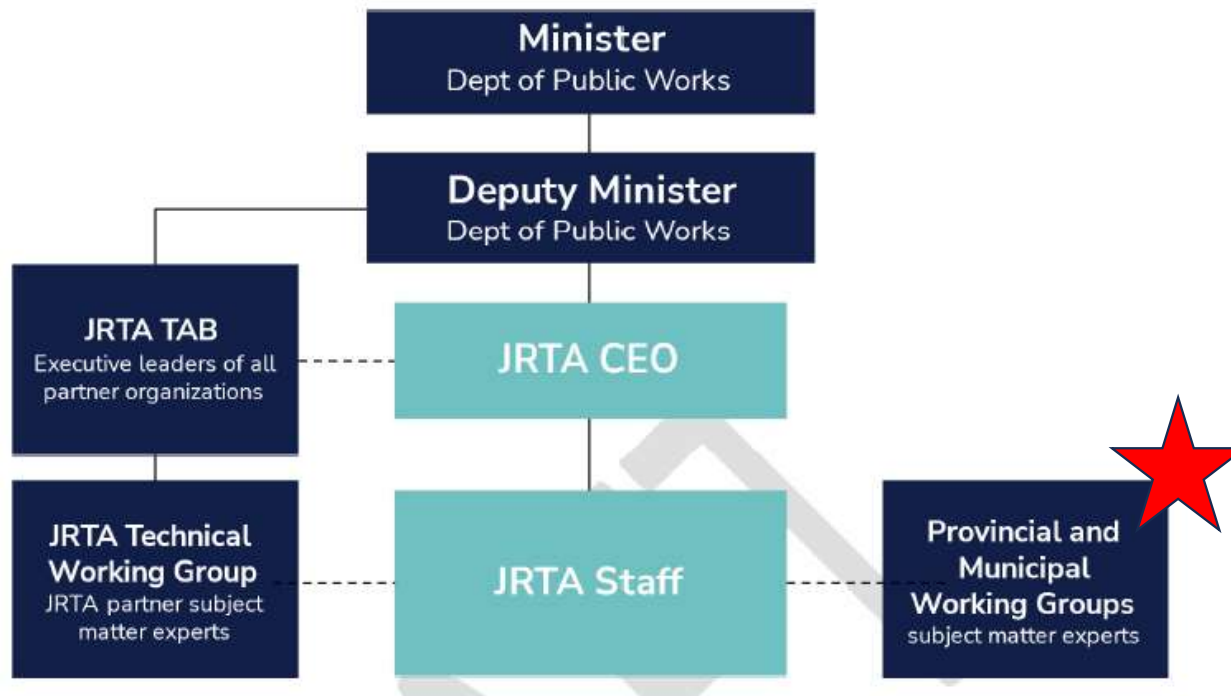 Minister
Dept of Public Works
Deputy Minister
Dept of Public Works
JRTA TAB
Executive leaders of all
partner organizations
JRTA CEO
JRTA Technical
Working Group
JRTA partner subject
matter experts
JRTA Staff
Provincial and
Municipal
Working Groups
subject matter experts